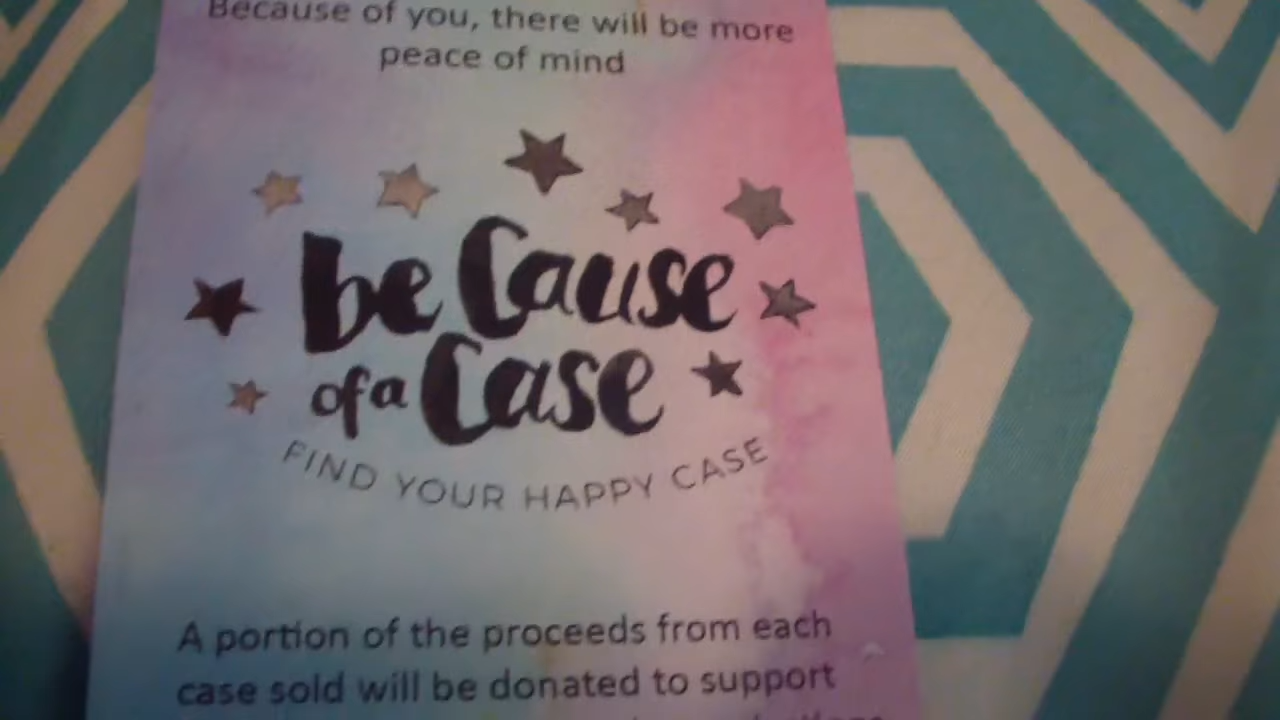 Because of you, there will be more
peace of mind
be Cause
of a Case
FIND YOUR HAPPY CASE
A portion of the proceeds from each
case sold will be donated to support